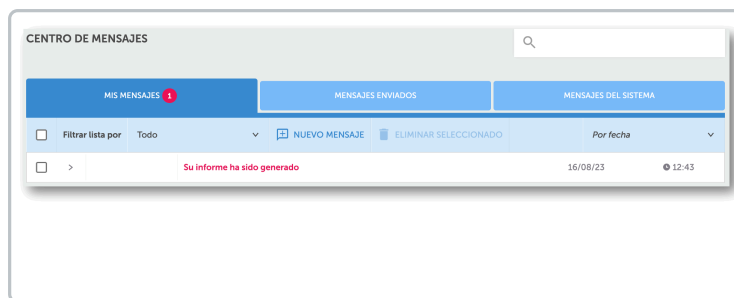 CENTRO DE MENSAJES
MIS MENSAJES 1
MENSAJES ENVIADOS
MENSAJES DEL SISTEMA
Filtrar lista por Todo NUEVO MENSAJE ELIMINAR SELECCIONADO Por fecha
Su informe ha sido generado 16/08/23 12:43